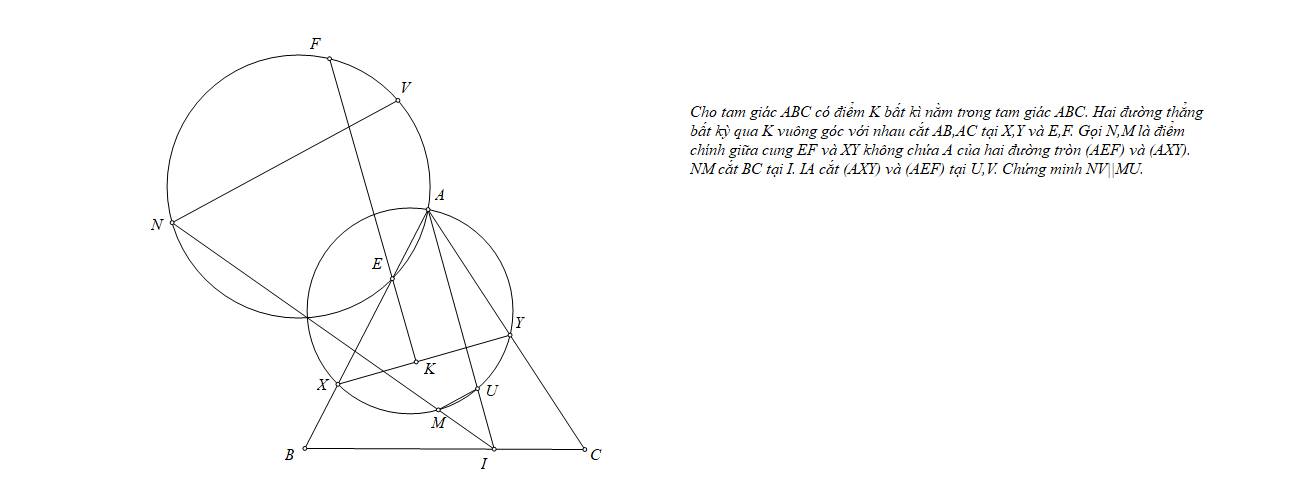 F
V
A
N
E
Y
K
X
U
M
B
I
C
Cho tam giác ABC có điểm K bất kì nằm trong tam giác ABC. Hai đường thẳng
bất kỳ qua K vuông góc với nhau cắt AB,AC tại X,Y và E,F. Gọi N,M là điểm
chính giữa cung EF và XY không chứa A của hai đường tròn (AEF) và (AXY).
NM cắt BC tại I. IA cắt (AXY) và (AEF) tại U,V. Chứng minh NV||MU.